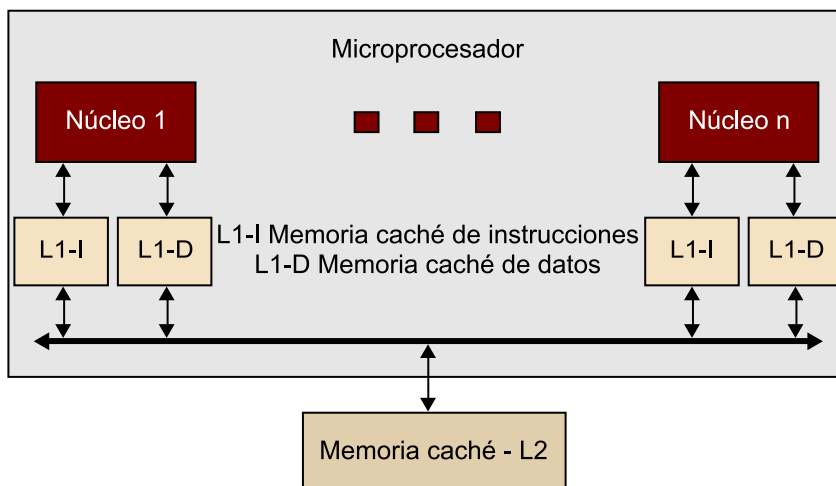 Microprocesador
Núcleo 1
Núcleo n
L1-I
L1-D
L1-I Memoria caché de instrucciones
L1-D Memoria caché de datos
L1-I
L1-D
Memoria caché - L2